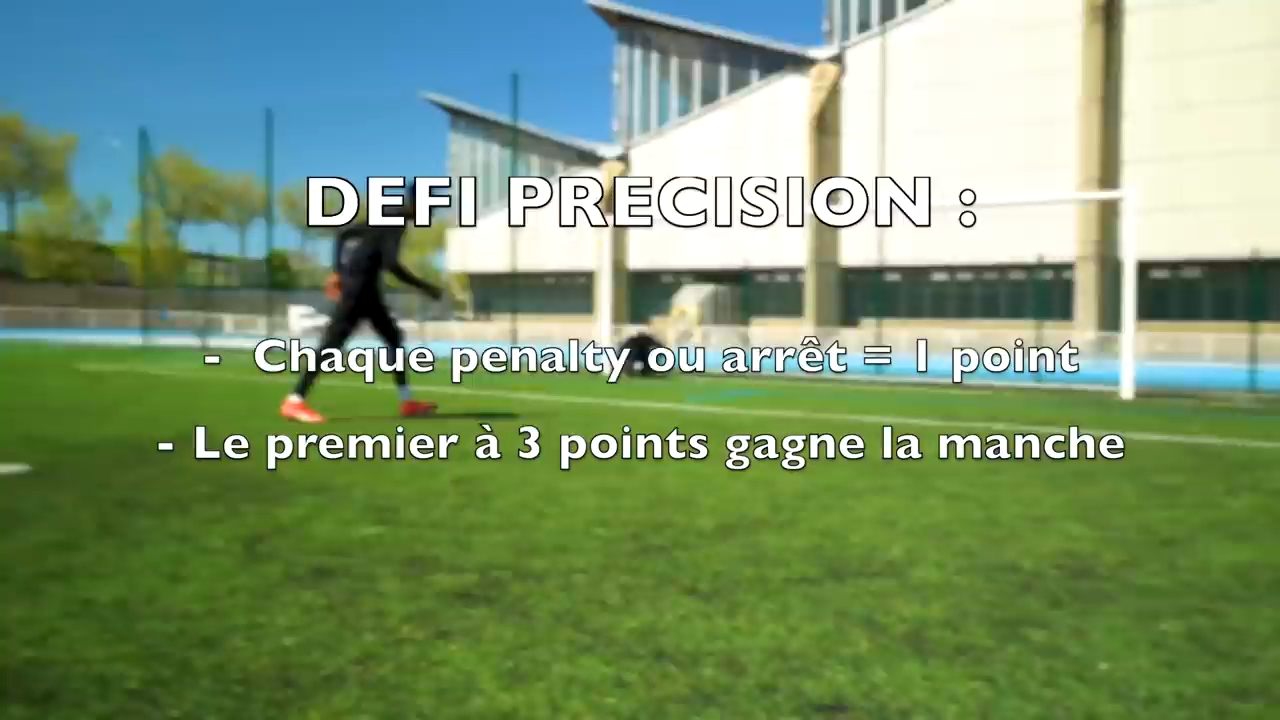 DEFI PRECISION :
- Chaque penalty ou arrêt = 1 point
- Le premier à 3 points gagne la manche